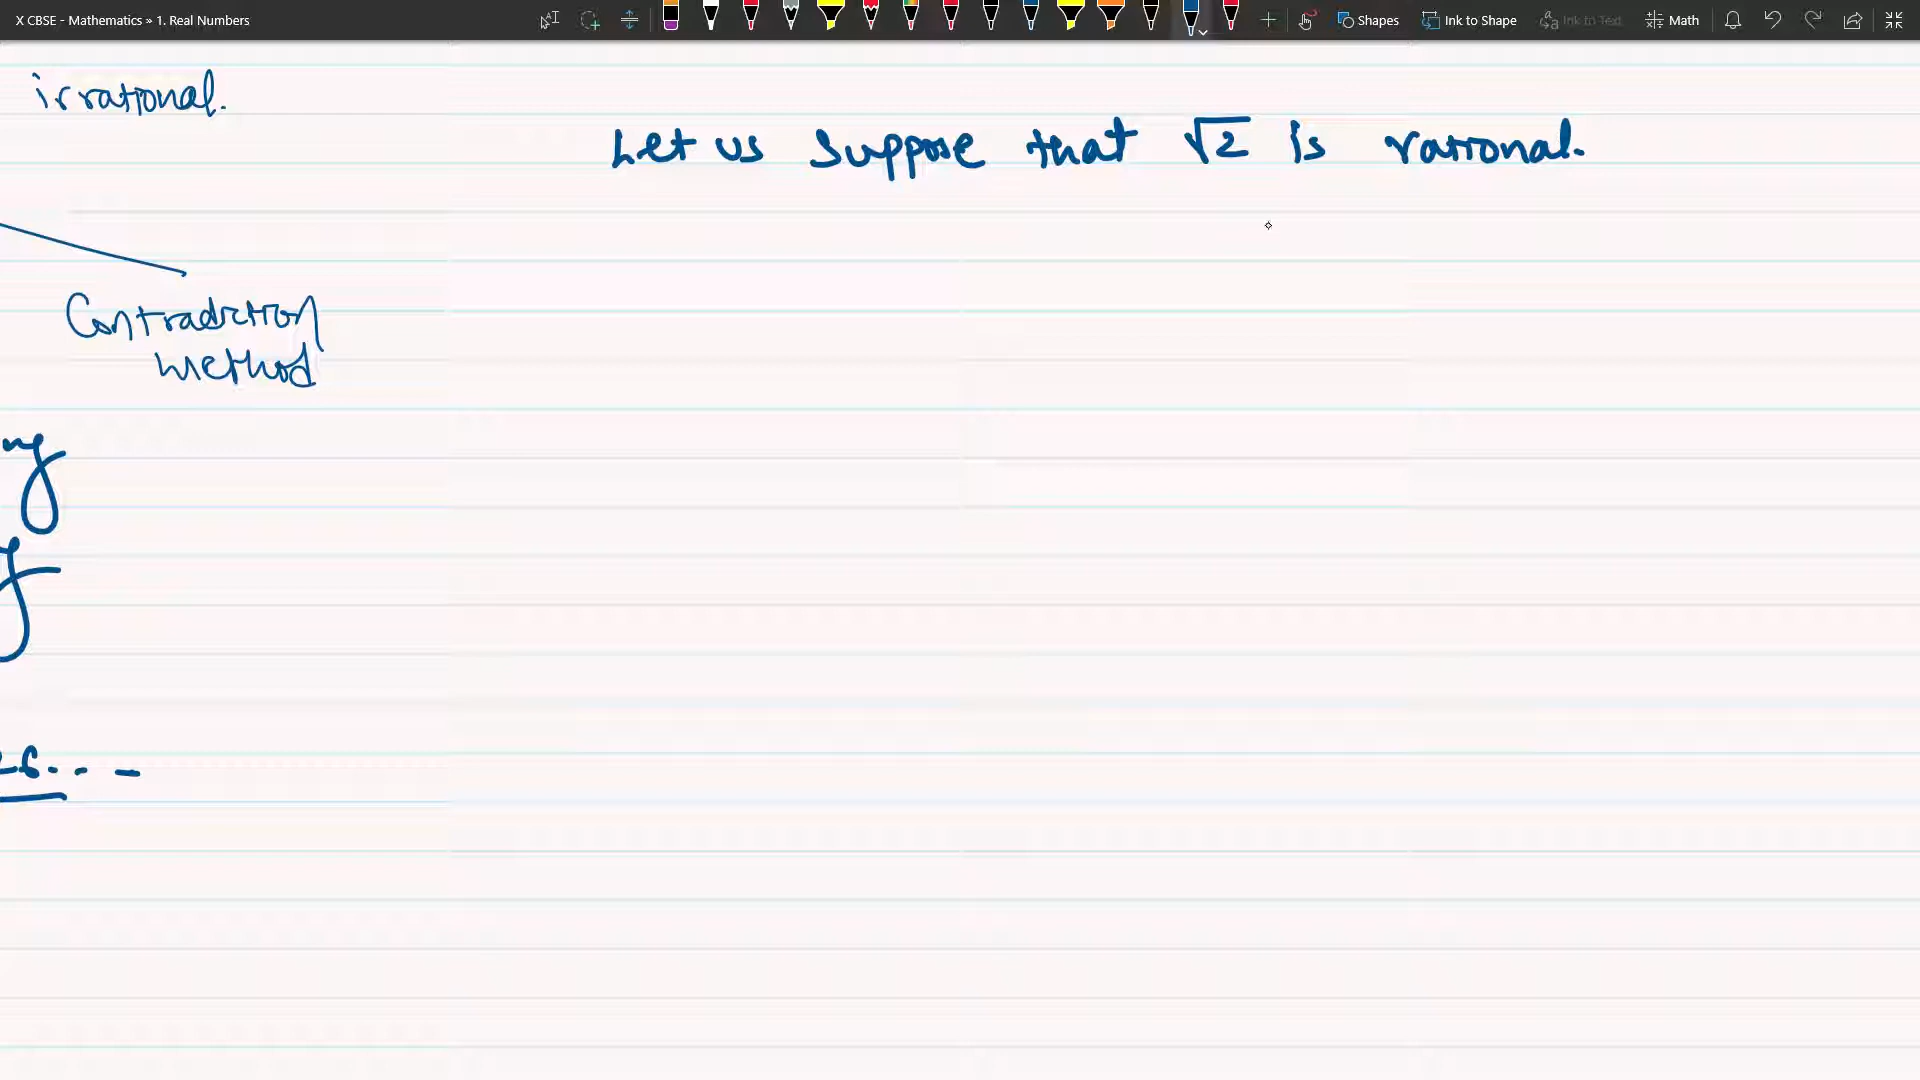 X CBSE - Mathematics » 1. Real Numbers
Shapes
Ink to Shape
Ink to Text
Math
irrational.
Let us suppose that √2 is rational.
Contradiction
method